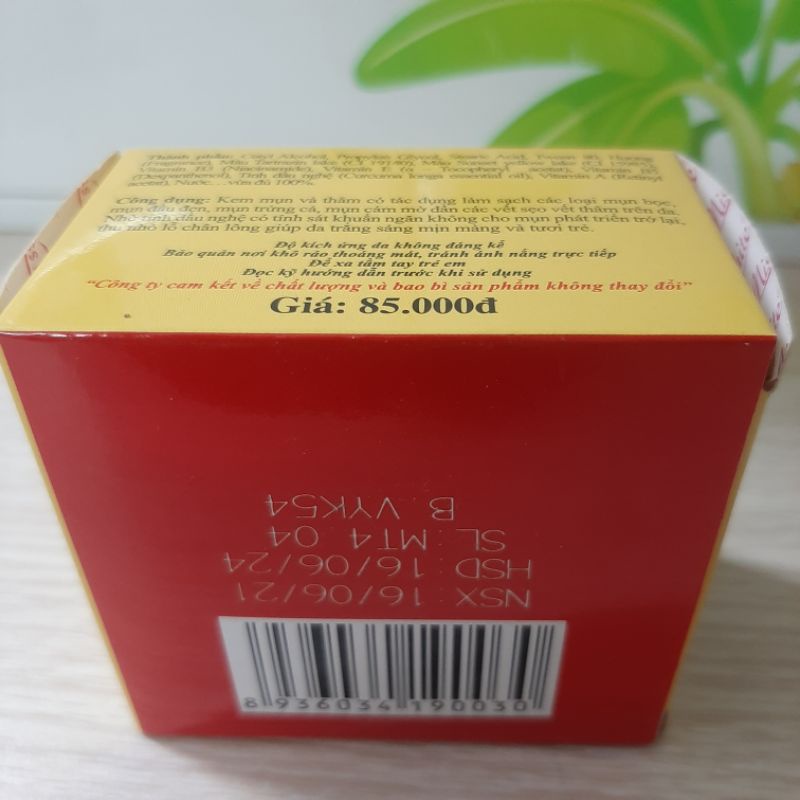 Thành phần: Cetyl Alcohol, Propylen Glycol, Stearic Acid, Tween 80, Hương
(Fragrance), Màu Tartrazin lake (CI 19140), Màu Sunset yellow lake (CI 15985),
Vitamin B3 (Niacinamide), Vitamin E (α Tocopheryl acetat), Vitamin B5
(Dexpanthenol), Tinh dầu nghệ (Curcuma longa essential oil), Vitamin A (Retinyl
acetat), Nước...vừa đủ 100%.
Công dụng: Kem mụn và thâm có tác dụng làm sạch các loại mụn bọc,
mụn đầu đen, mụn trứng cá, mụn cám mờ dần các vết sẹo vết thâm trên da.
Nhờ tinh dầu nghệ có tính sát khuẩn ngăn không cho mụn phát triển trở lại,
thu nhỏ lỗ chân lông giúp da trắng sáng mịn màng và tươi trẻ.
Độ kích ứng da không đáng kể
Bảo quản nơi khô ráo thoáng mát, tránh ánh nắng trực tiếp
Để xa tầm tay trẻ em
Đọc kỹ hướng dẫn trước khi sử dụng
"Công ty cam kết về chất lượng và bao bì sản phẩm không thay đổi"
Giá: 85.000đ
NSX: 16/06/21
HSD: 16/06/24
SL: MT4 04
B. VYK54
8 936034 190030